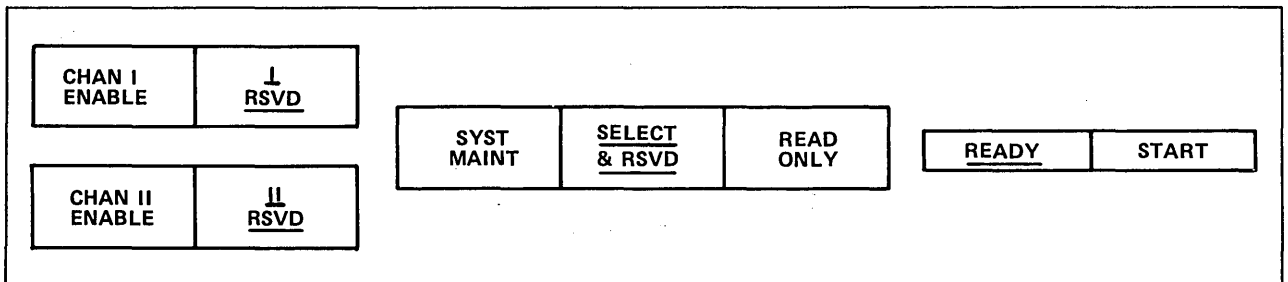 CHAN I
ENABLE
I
RSVD
CHAN II
ENABLE
II
RSVD
SYST
MAINT
SELECT
& RSVD
READ
ONLY
READY
START